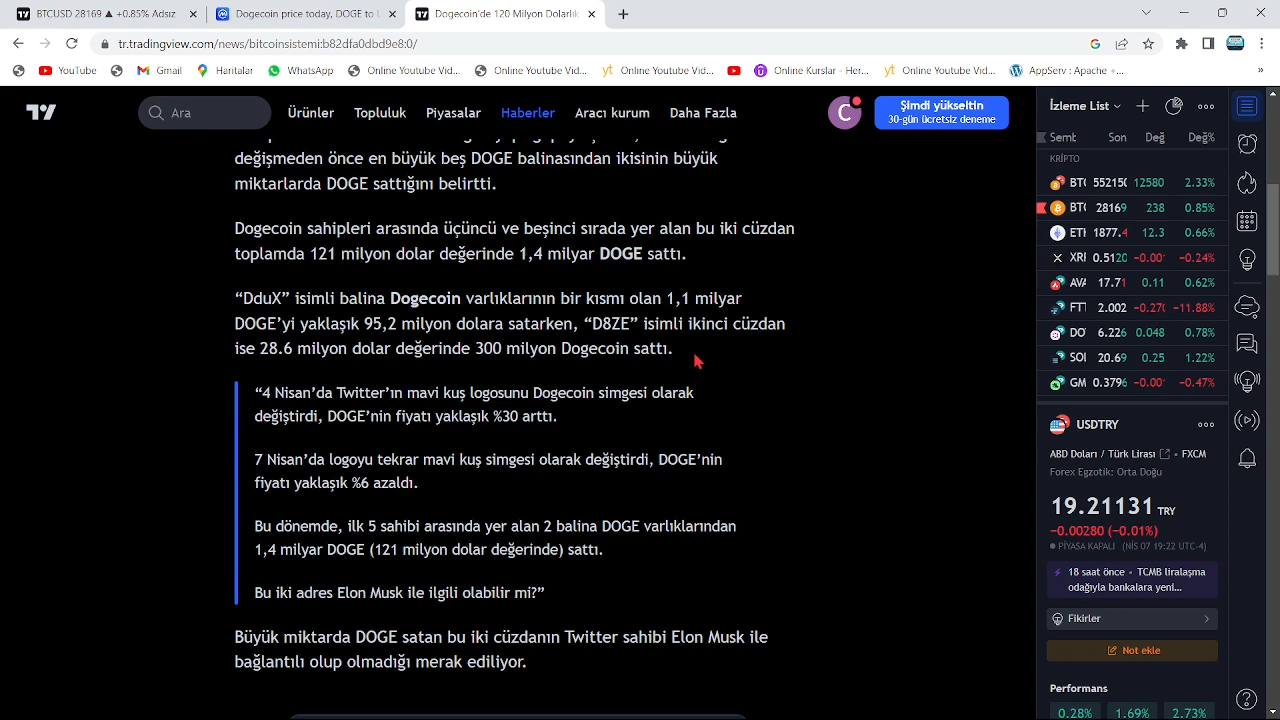 BTCUSD 28169 ▲ +0.85% Adsız
Dogecoin price today, DOGE to U
Dogecoin'de 120 Milyon Dolarlık
tr.tradingview.com/news/bitcoinsistemi:b82dfa0dbd9e8:0/
YouTube
Gmail
Haritalar
WhatsApp
Online Youtube Vid...
Online Youtube Vid...
Online Youtube Vid...
Online Kurslar - Her...
Online Youtube Vid...
AppServ : Apache + ...
»
Ara
Ürünler
Topluluk
Piyasalar
Haberler
Aracı kurum
Daha Fazla
C
Şimdi yükseltin
30-gün ücretsiz deneme
değişmeden önce en büyük beş DOGE balinasından ikisinin büyük
miktarlarda DOGE sattığını belirtti.
Dogecoin sahipleri arasında üçüncü ve beşinci sırada yer alan bu iki cüzdan
toplamda 121 milyon dolar değerinde 1,4 milyar DOGE sattı.
“DduX” isimli balina Dogecoin varlıklarının bir kısmı olan 1,1 milyar
DOGE’yi yaklaşık 95,2 milyon dolara satarken, “D8ZE” isimli ikinci cüzdan
ise 28.6 milyon dolar değerinde 300 milyon Dogecoin sattı.
“4 Nisan’da Twitter’ın mavi kuş logosunu Dogecoin simgesi olarak
değiştirdi, DOGE’nin fiyatı yaklaşık %30 arttı.
7 Nisan’da logoyu tekrar mavi kuş simgesi olarak değiştirdi, DOGE’nin
fiyatı yaklaşık %6 azaldı.
Bu dönemde, ilk 5 sahibi arasında yer alan 2 balina DOGE varlıklarından
1,4 milyar DOGE (121 milyon dolar değerinde) sattı.
Bu iki adres Elon Musk ile ilgili olabilir mi?”
Büyük miktarda DOGE satan bu iki cüzdanın Twitter sahibi Elon Musk ile
bağlantılı olup olmadığı merak ediliyor.
İzleme List
Semb Son Değ Değ%
KRİPTO
BTC 552150 12580 2.33%
BTC 28169 238 0.85%
ETH 1877.4 12.3 0.66%
XRI 0.5120 -0.00 -0.24%
AVA 17.71 0.11 0.62%
FTT 2.002 -0.270 -11.88%
DO 6.226 0.048 0.78%
SOL 20.69 0.25 1.22%
GM 0.3796 -0.00 -0.47%
USDTRY
ABD Doları / Türk Lirası • FXCM
Forex Egzotik: Orta Doğu
19.21131 TRY
-0.00280 (-0.01%)
PİYASA KAPALI (NİS 07 19:22 UTC-4)
18 saat önce • TCMB liralaşma
odağıyla bankalara yeni...
Fikirler
Not ekle
Performans
0.28% 1.69% 2.73%